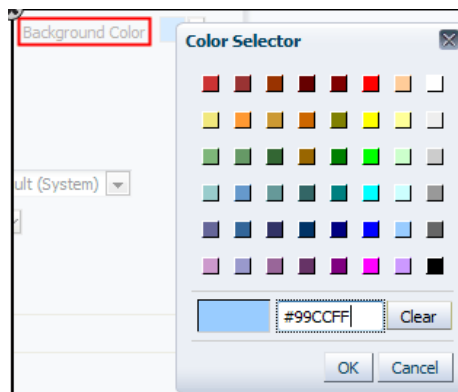 Background Color
Color Selector
ult (System)
#99CCFF
Clear
OK
Cancel